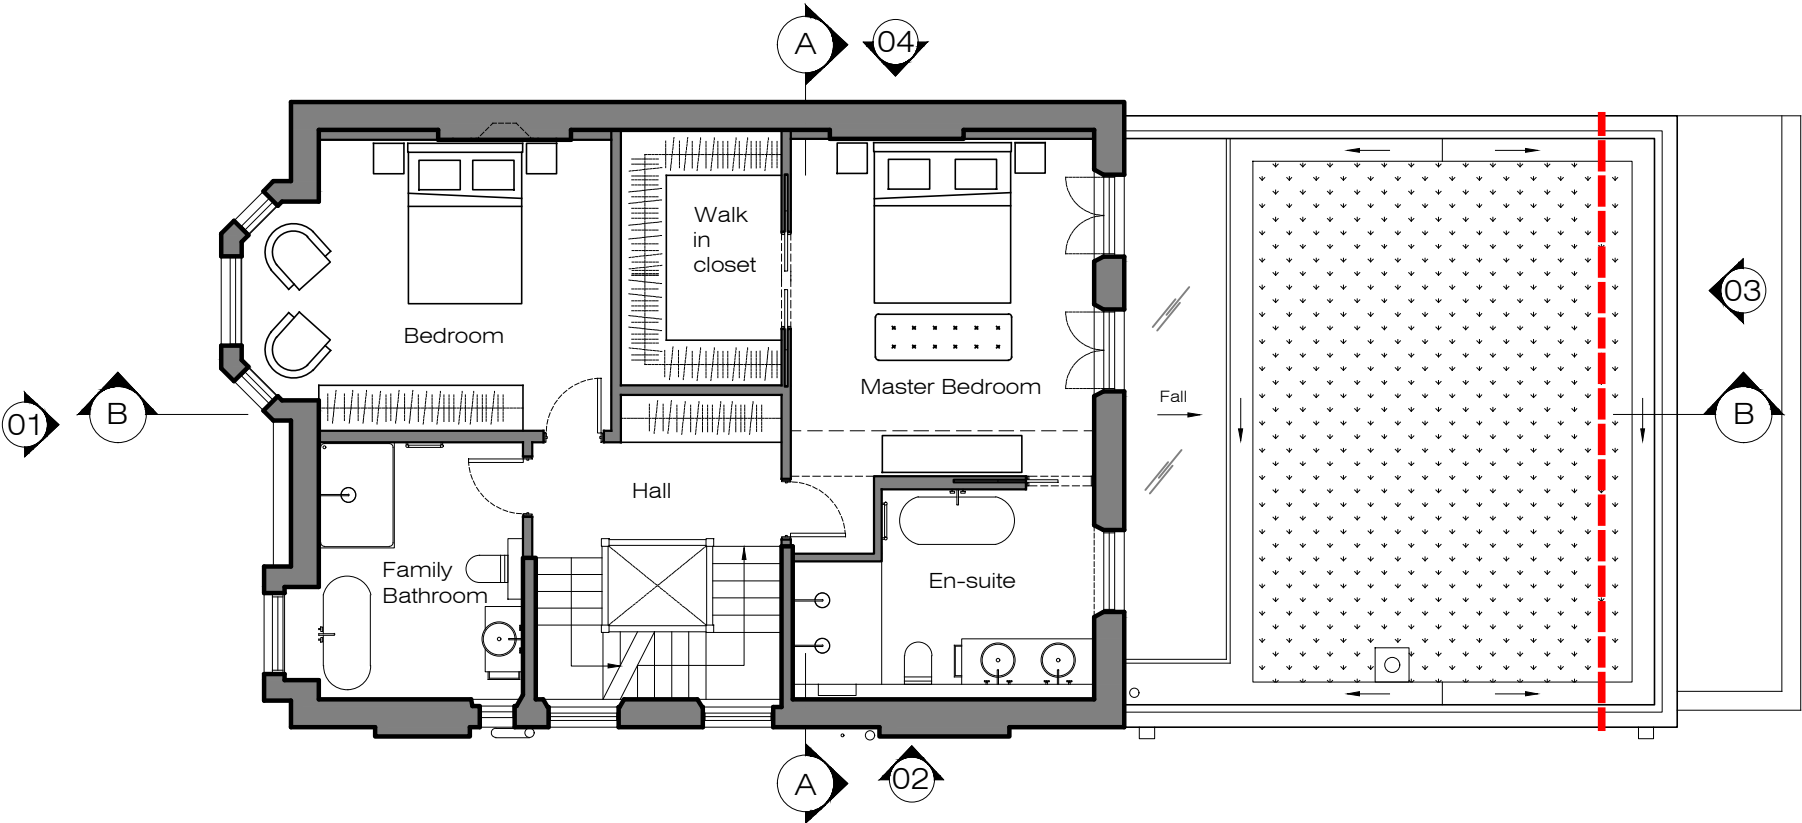 A
04
Walk
in
closet
03
Bedroom
Master Bedroom
Fall
01
B
B
Hall
Family
Bathroom
En-suite
A
02